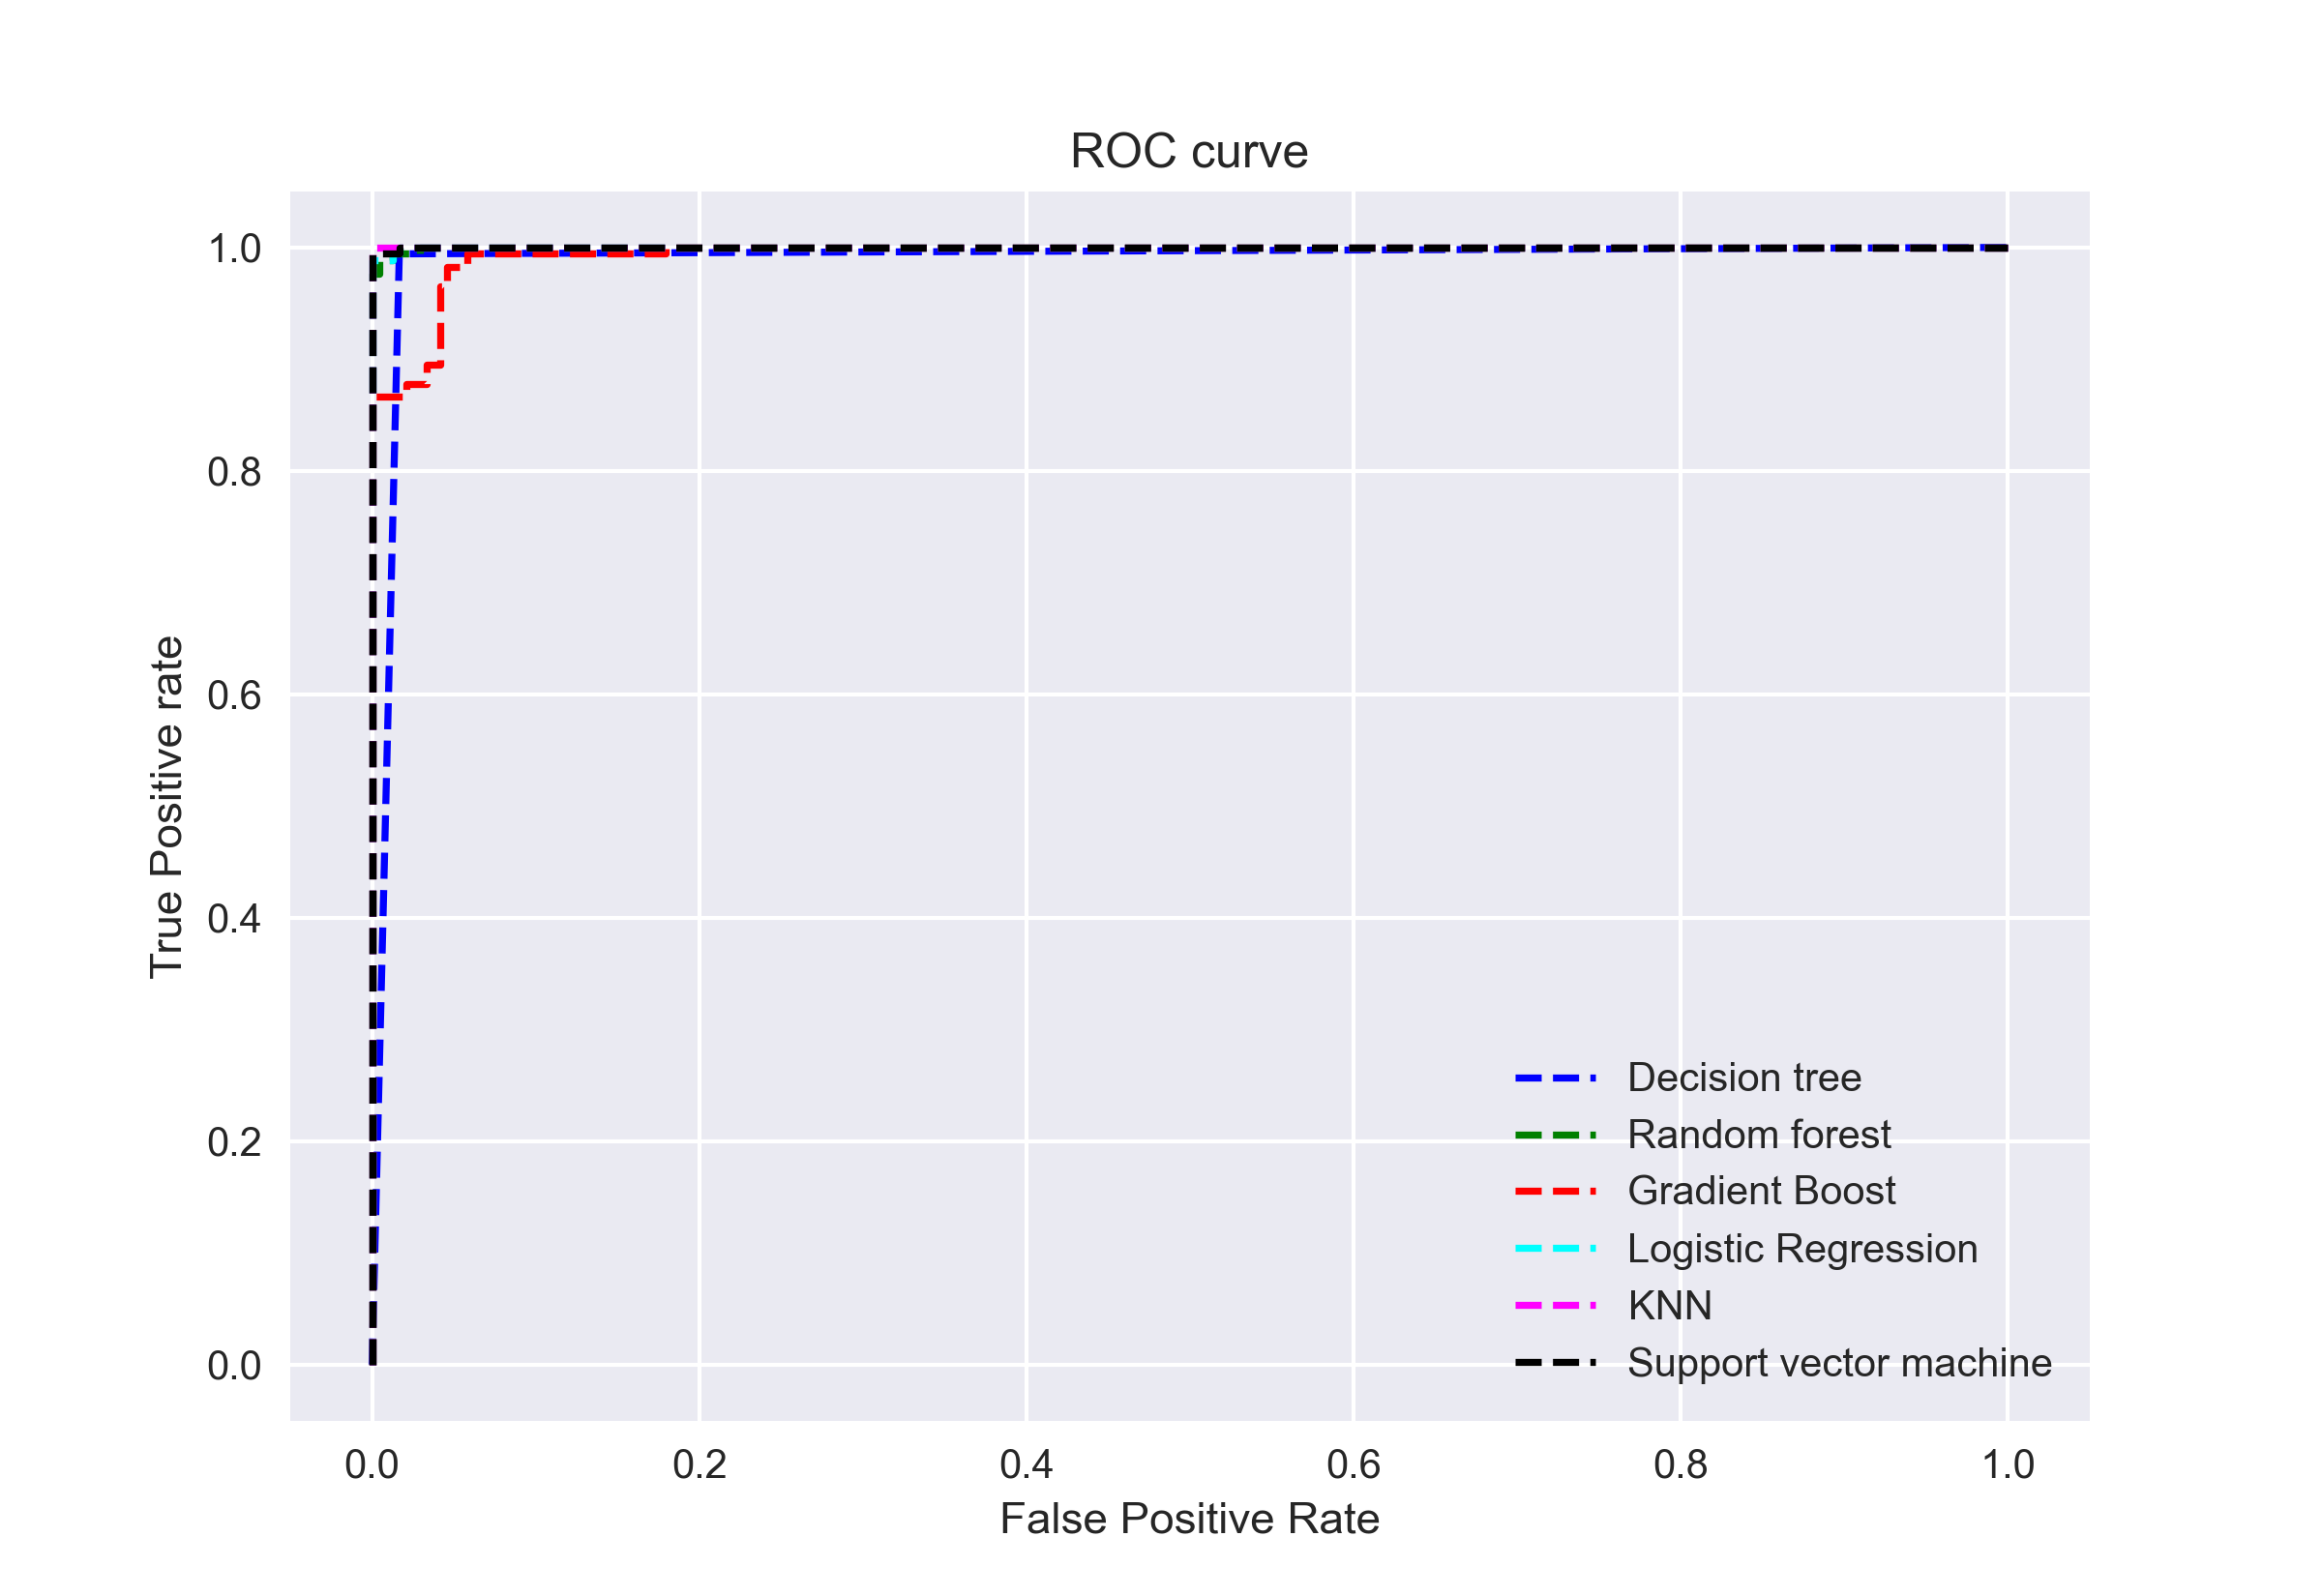 ROC curve
True Positive rate
1.0
0.8
0.6
0.4
0.2
0.0
Decision tree
Random forest
Gradient Boost
Logistic Regression
KNN
Support vector machine
0.0 0.2 0.4 0.6 0.8 1.0
False Positive Rate